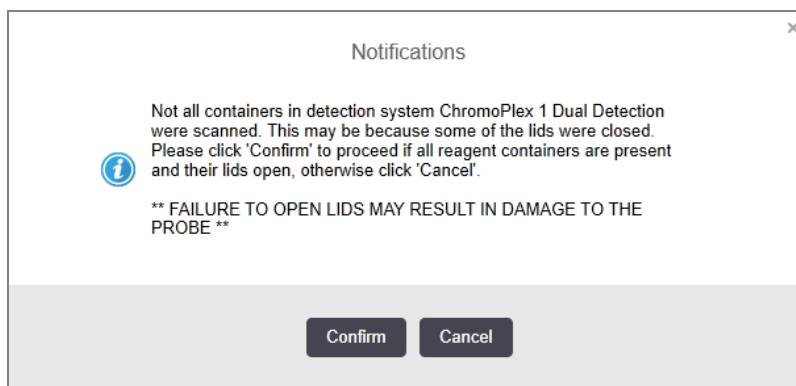 Notifications
Not all containers in detection system ChromoPlex 1 Dual Detection
were scanned. This may be because some of the lids were closed.
Please click 'Confirm' to proceed if all reagent containers are present
and their lids open, otherwise click 'Cancel'.
** FAILURE TO OPEN LIDS MAY RESULT IN DAMAGE TO THE
PROBE **
Confirm Cancel